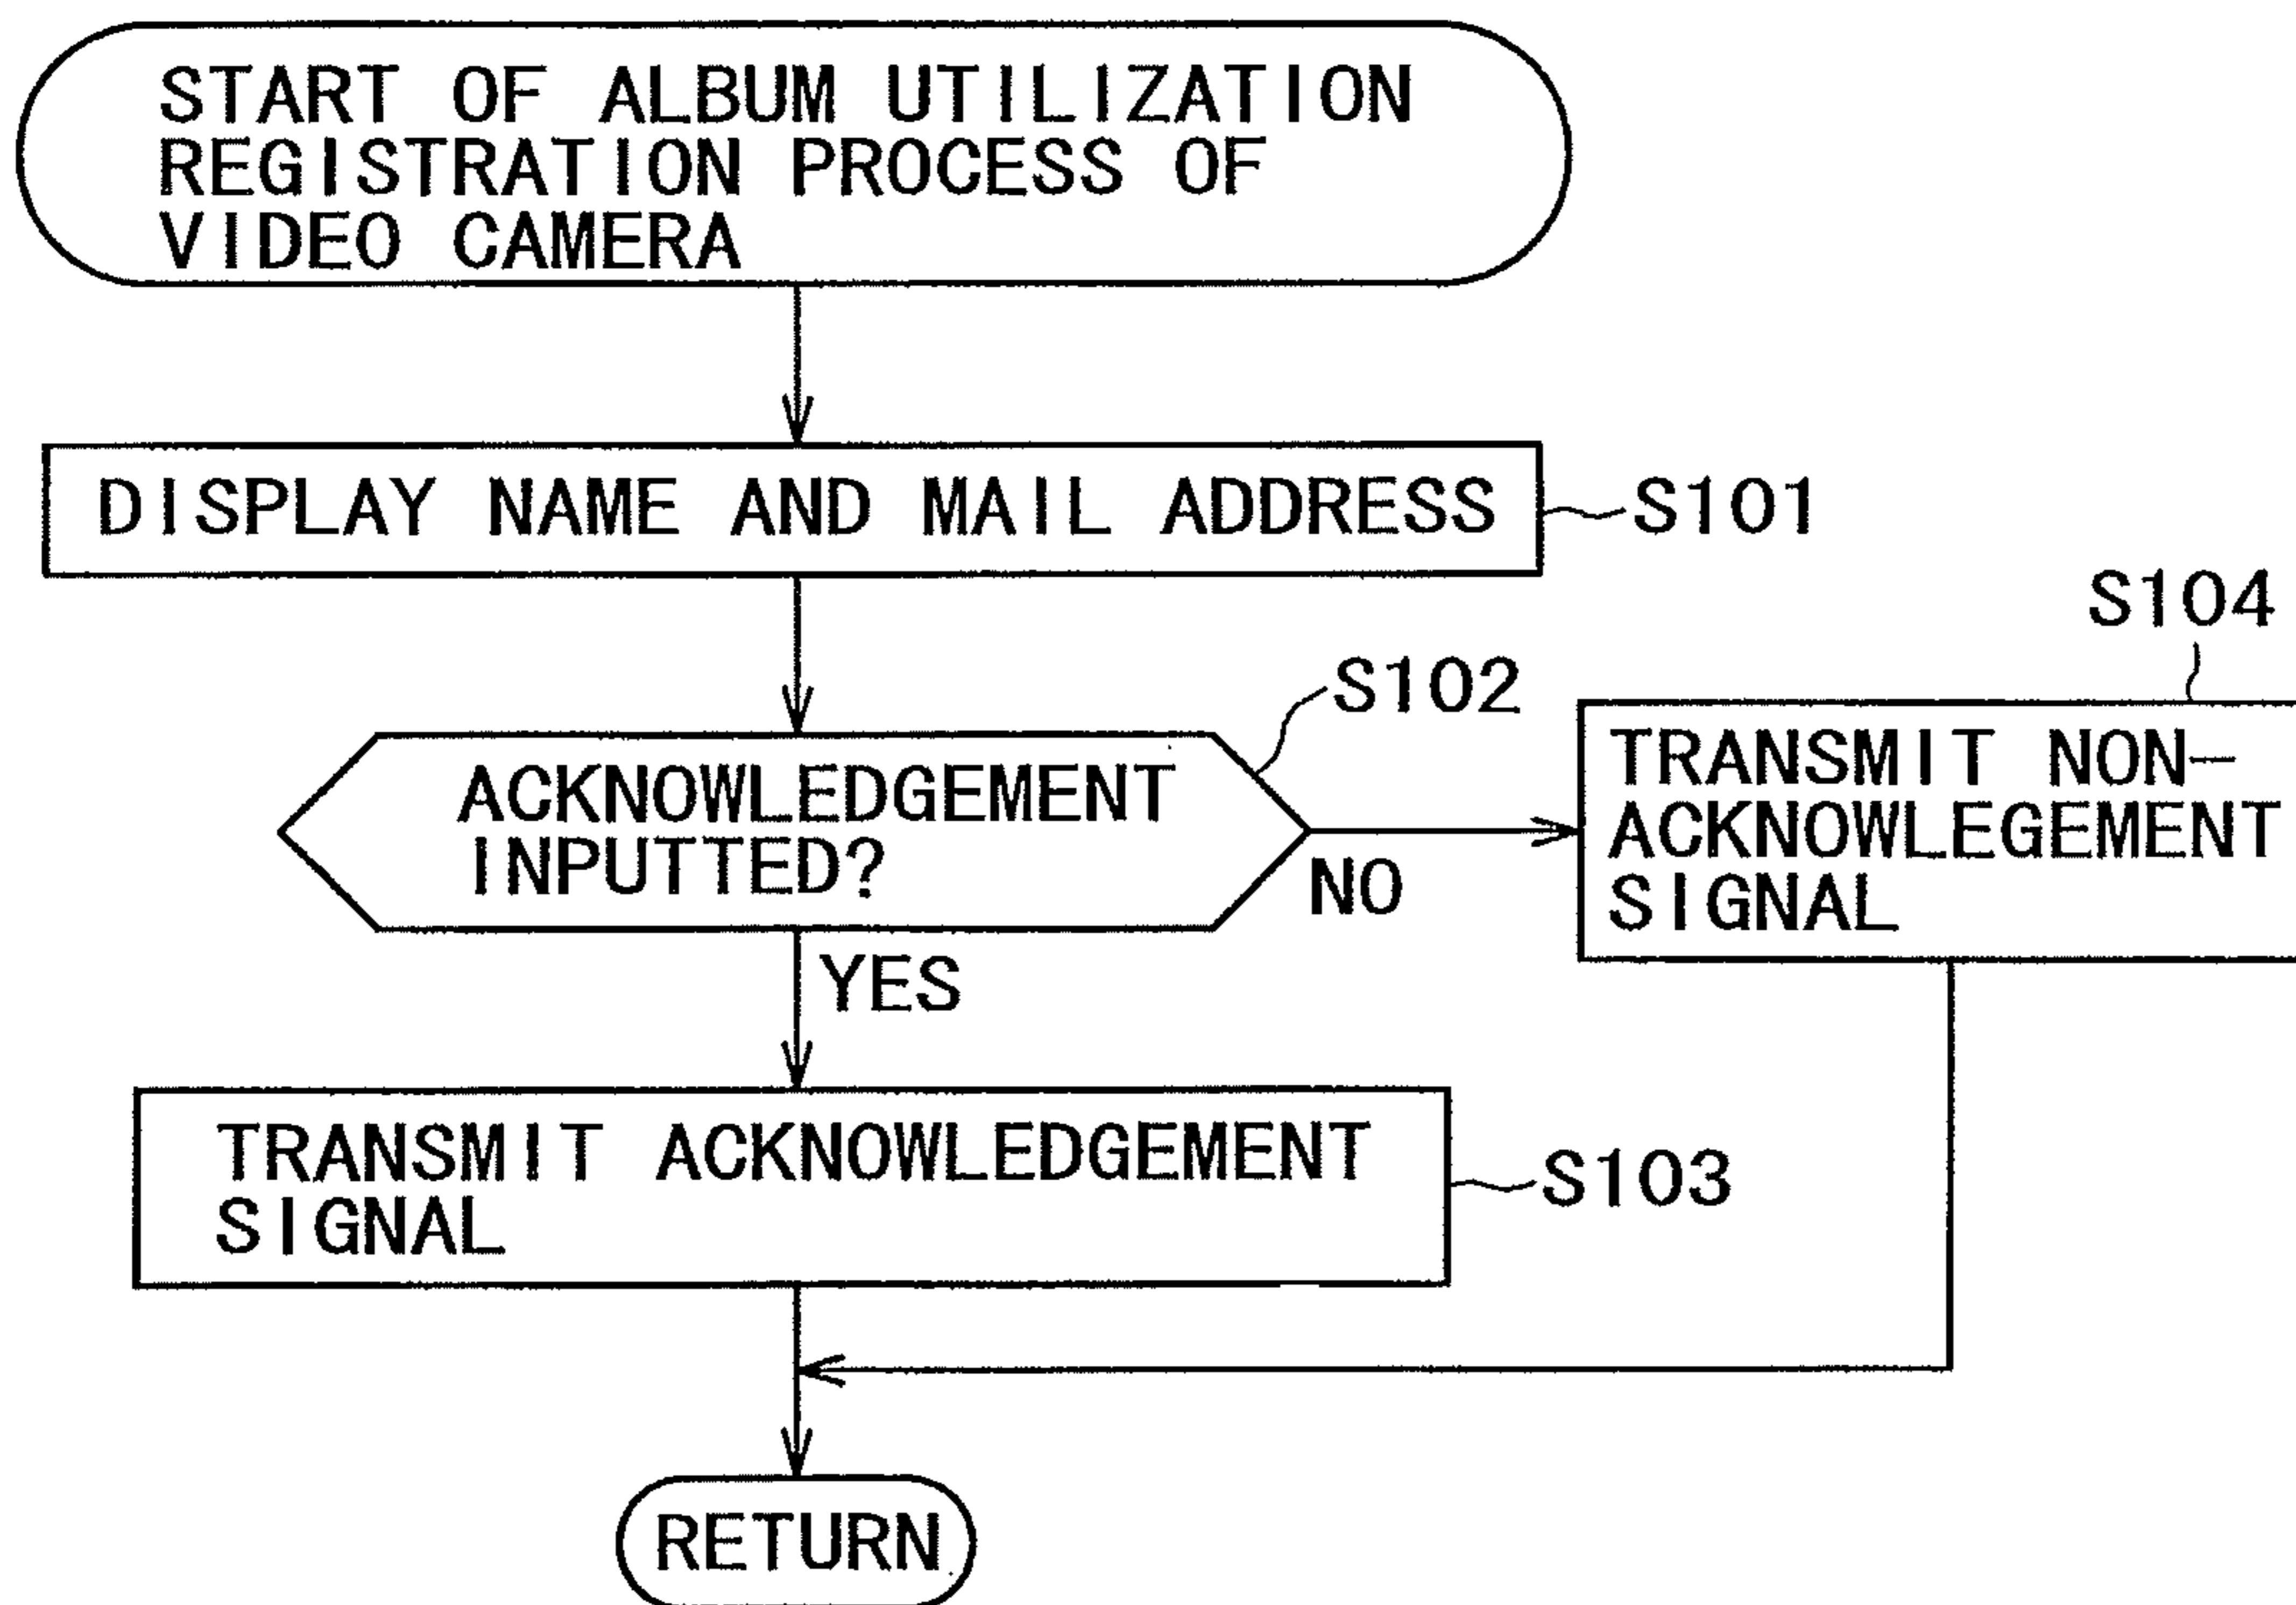 START OF ALBUM UTILIZATION
REGISTRATION PROCESS OF
VIDEO CAMERA
DISPLAY NAME AND MAIL ADDRESS
S101
S104
S102
ACKNOWLEDGEMENT
INPUTTED?
NO
TRANSMIT NON-
ACKNOWLEGEMENT
SIGNAL
YES
TRANSMIT ACKNOWLEDGEMENT
SIGNAL
S103
RETURN